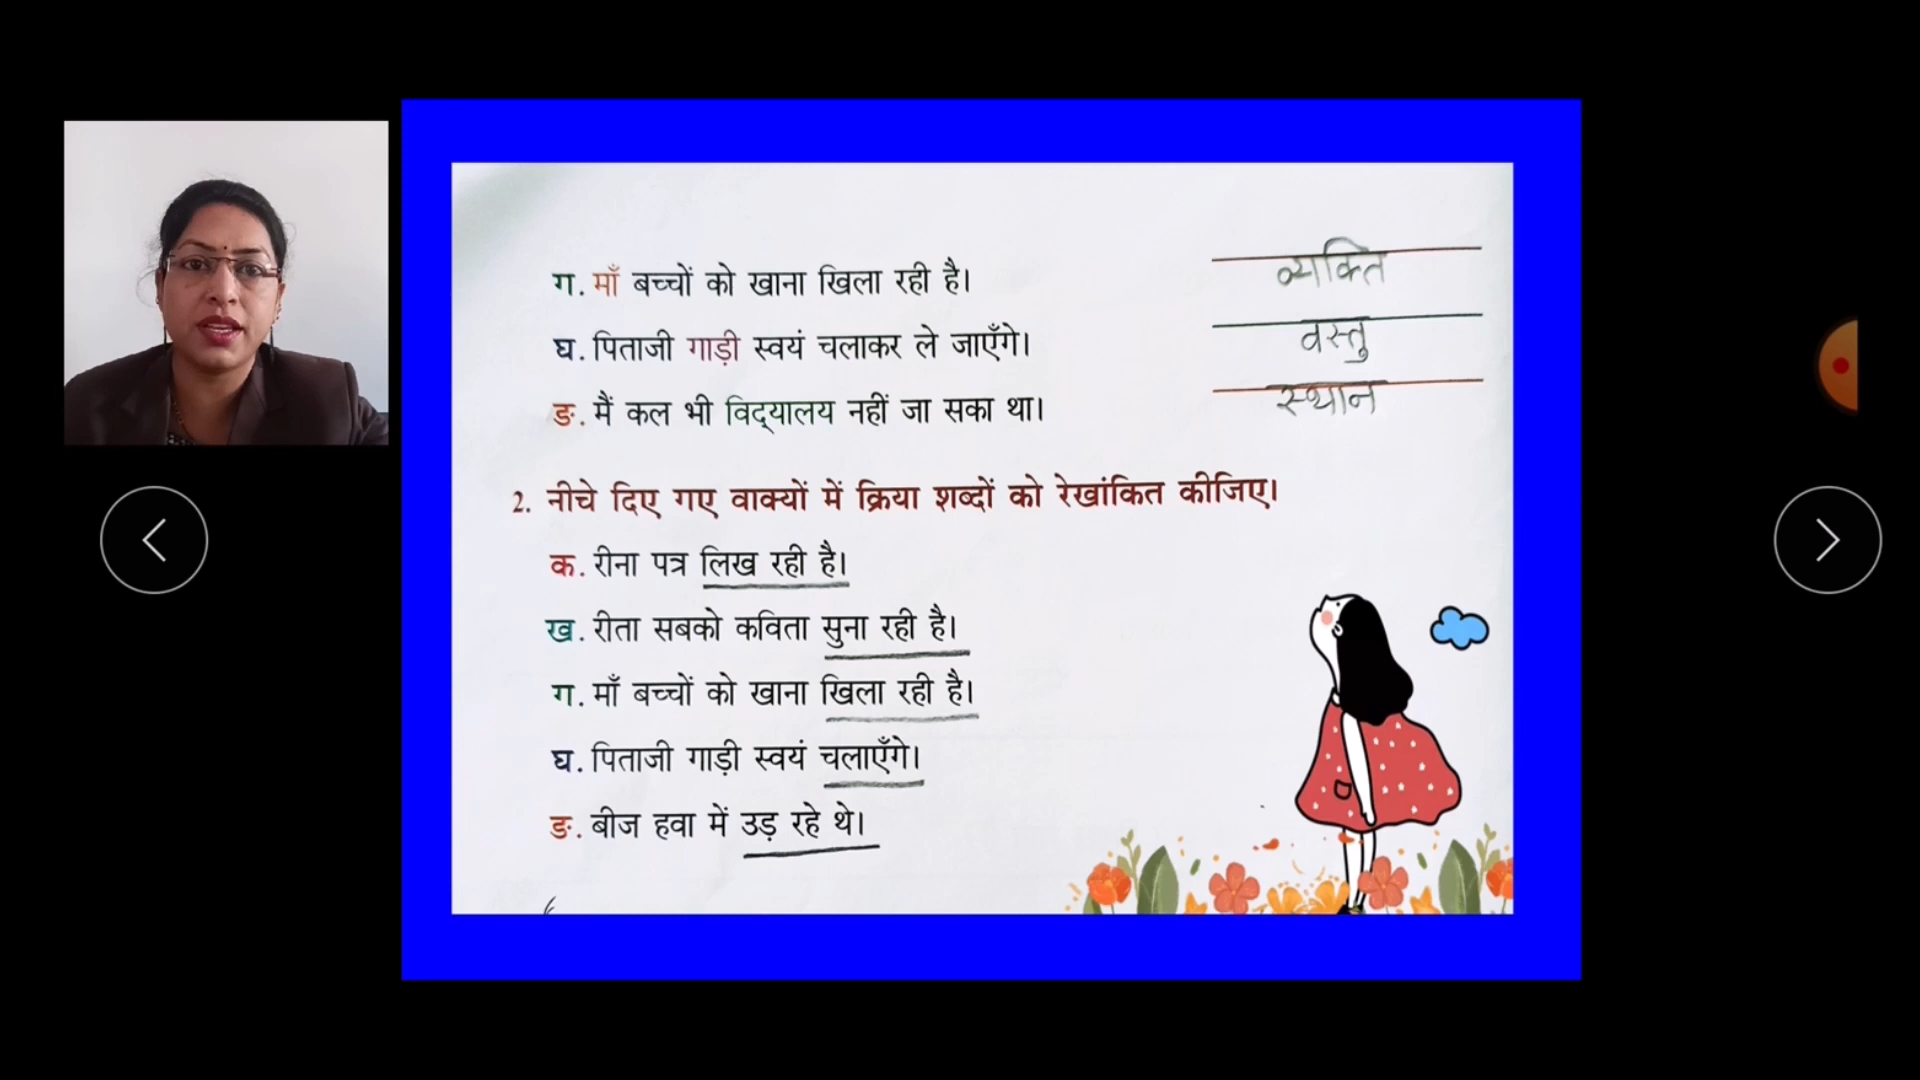 ग. माँ बच्चों को खाना खिला रही है। व्यक्ति
घ. पिताजी गाड़ी स्वयं चलाकर ले जाएँगे। वस्तु
ङ. मैं कल भी विद्‌यालय नहीं जा सका था। स्थान
2. नीचे दिए गए वाक्यों में क्रिया शब्दों को रेखांकित कीजिए।
क. रीना पत्र लिख रही है।
ख. रीता सबको कविता सुना रही है।
ग. माँ बच्चों को खाना खिला रही है।
घ. पिताजी गाड़ी स्वयं चलाएँगे।
ङ. बीज हवा में उड़ रहे थे।